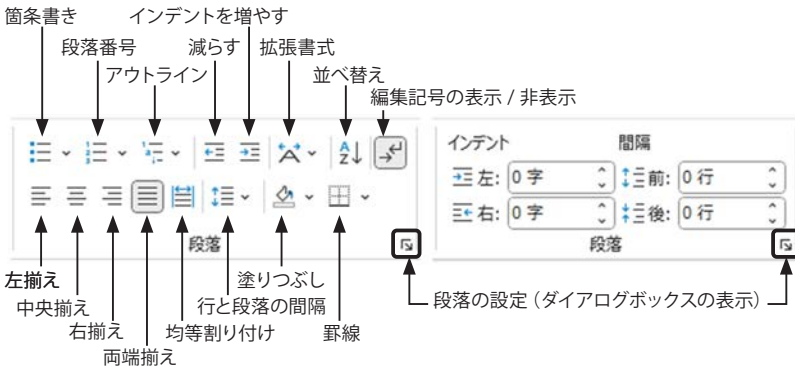 箇条書き インデントを増やす
段落番号 減らす 拡張書式
アウトライン 並べ替え
編集記号の表示 / 非表示
インデント 間隔
左: 0 字 前: 0 行
右: 0 字 後: 0 行
段落 段落
左揃え 塗りつぶし 段落の設定（ダイアログボックスの表示）
中央揃え 行と段落の間隔
右揃え 均等割り付け 罫線
両端揃え